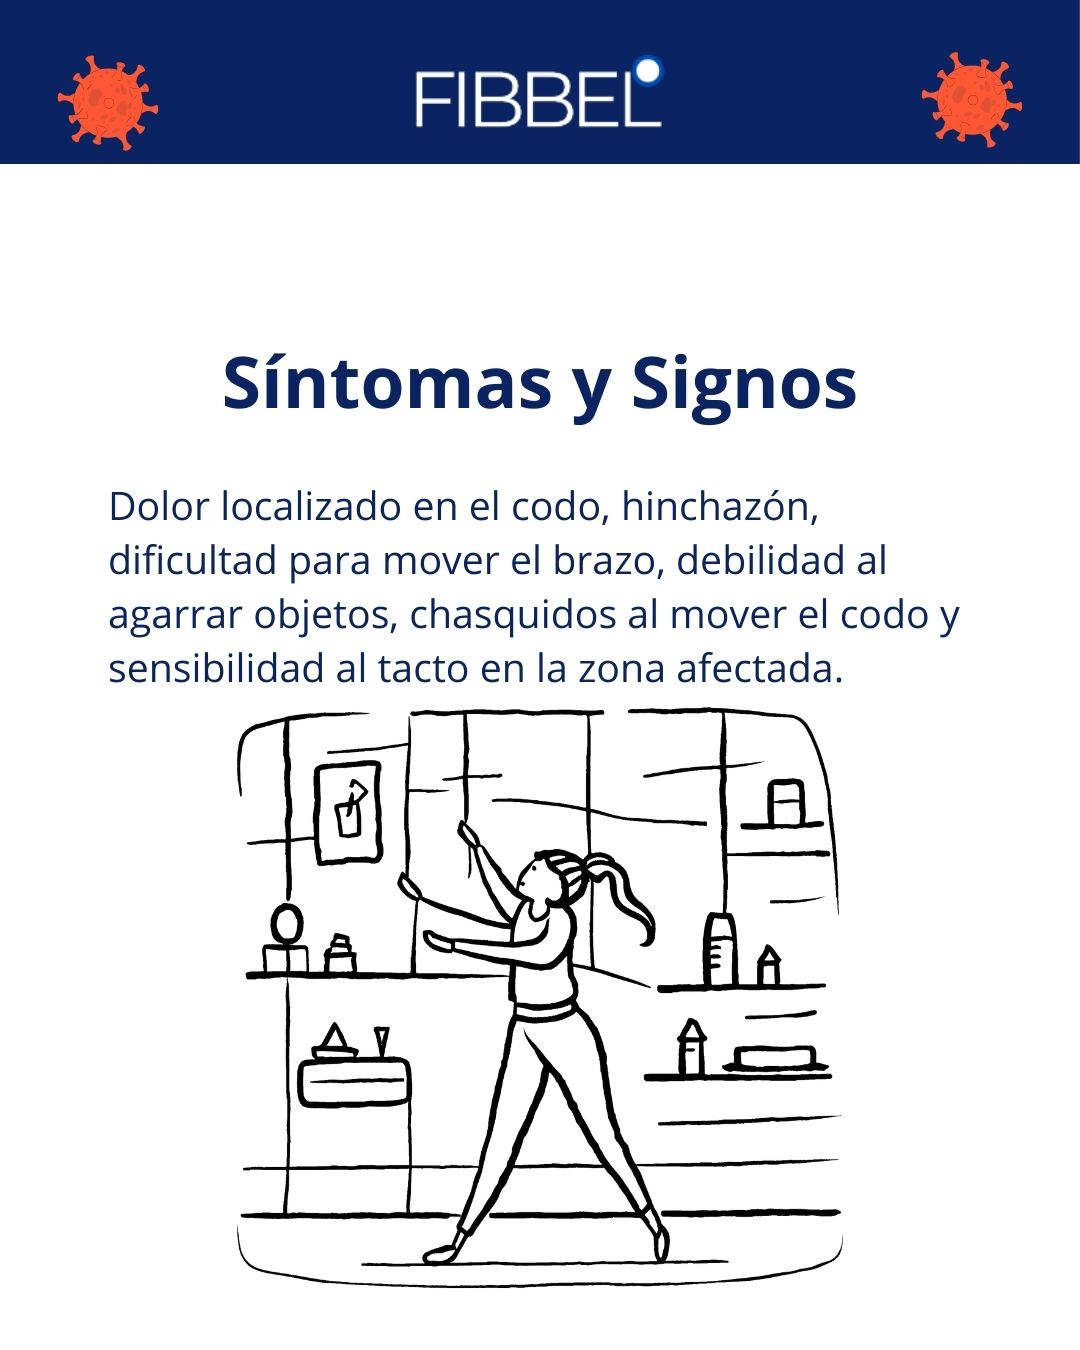 FIBBEL
Síntomas y Signos
Dolor localizado en el codo, hinchazón,
dificultad para mover el brazo, debilidad al
agarrar objetos, chasquidos al mover el codo y
sensibilidad al tacto en la zona afectada.